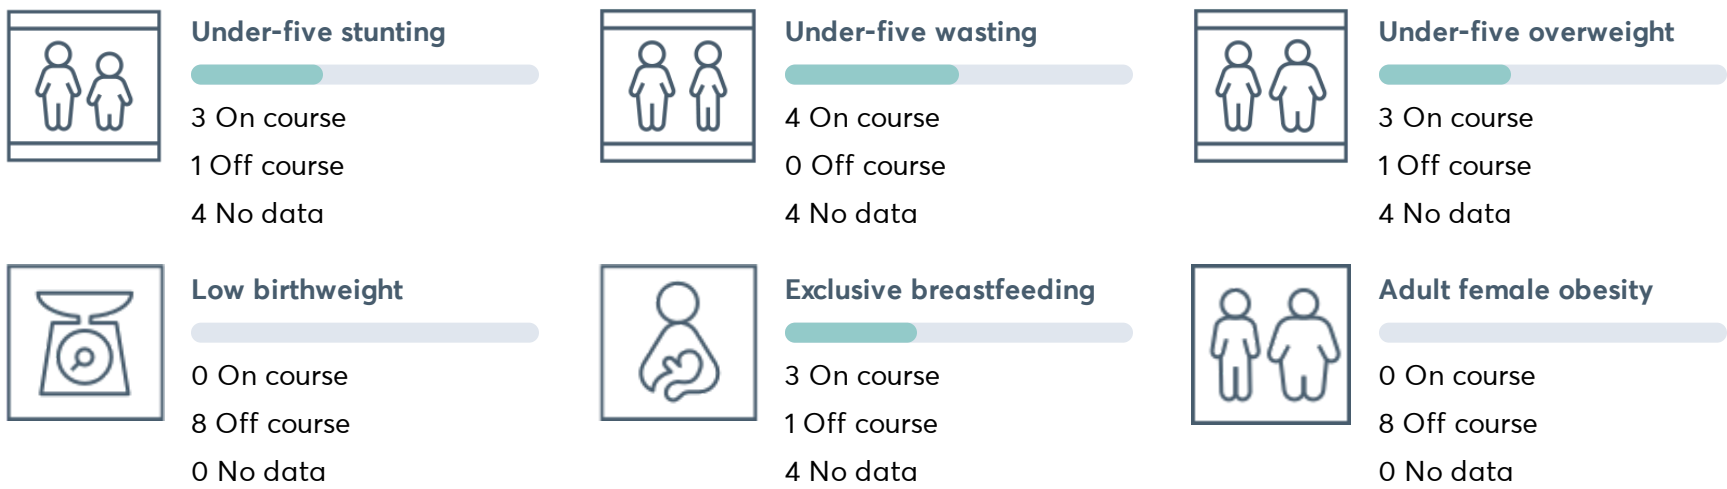 Under-five stunting
3 On course
1 Off course
4 No data
Under-five wasting
4 On course
0 Off course
4 No data
Under-five overweight
3 On course
1 Off course
4 No data
Low birthweight
0 On course
8 Off course
0 No data
Exclusive breastfeeding
3 On course
1 Off course
4 No data
Adult female obesity
0 On course
8 Off course
0 No data